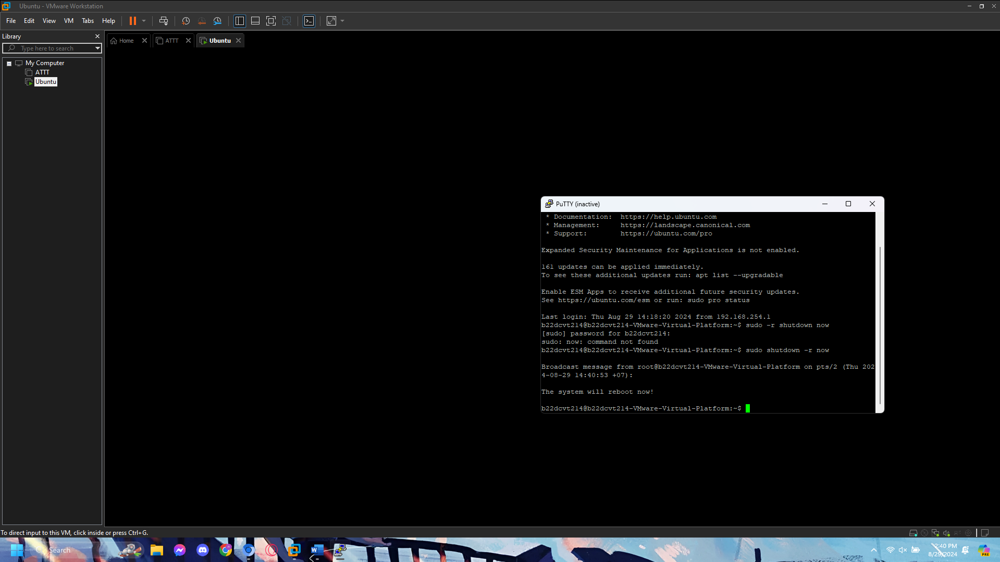 Ubuntu - VMware Workstation
File Edit View VM Tabs Help
Library
Type here to search
My Computer
ATTT
Ubuntu
Home ATTT Ubuntu
PuTTY (inactive)
* Documentation: https://help.ubuntu.com
* Management: https://landscape.canonical.com
* Support: https://ubuntu.com/pro
Expanded Security Maintenance for Applications is not enabled.
161 updates can be applied immediately.
To see these additional updates run: apt list --upgradable
Enable ESM Apps to receive additional future security updates.
See https://ubuntu.com/esm or run: sudo pro status
Last login: Thu Aug 29 14:18:20 2024 from 192.168.254.1
b22dcvt214@b22dcvt214-VMware-Virtual-Platform:~$ sudo -r shutdown now
[sudo] password for b22dcvt214:
sudo: now: command not found
b22dcvt214@b22dcvt214-VMware-Virtual-Platform:~$ sudo shutdown -r now
Broadcast message from root@b22dcvt214-VMware-Virtual-Platform on pts/2 (Thu 202
4-08-29 14:40:53 +07):
The system will reboot now!
b22dcvt214@b22dcvt214-VMware-Virtual-Platform:~$
To direct input to this VM, click inside or press Ctrl+G.
Search
2:40 PM
8/29/2024
PRE